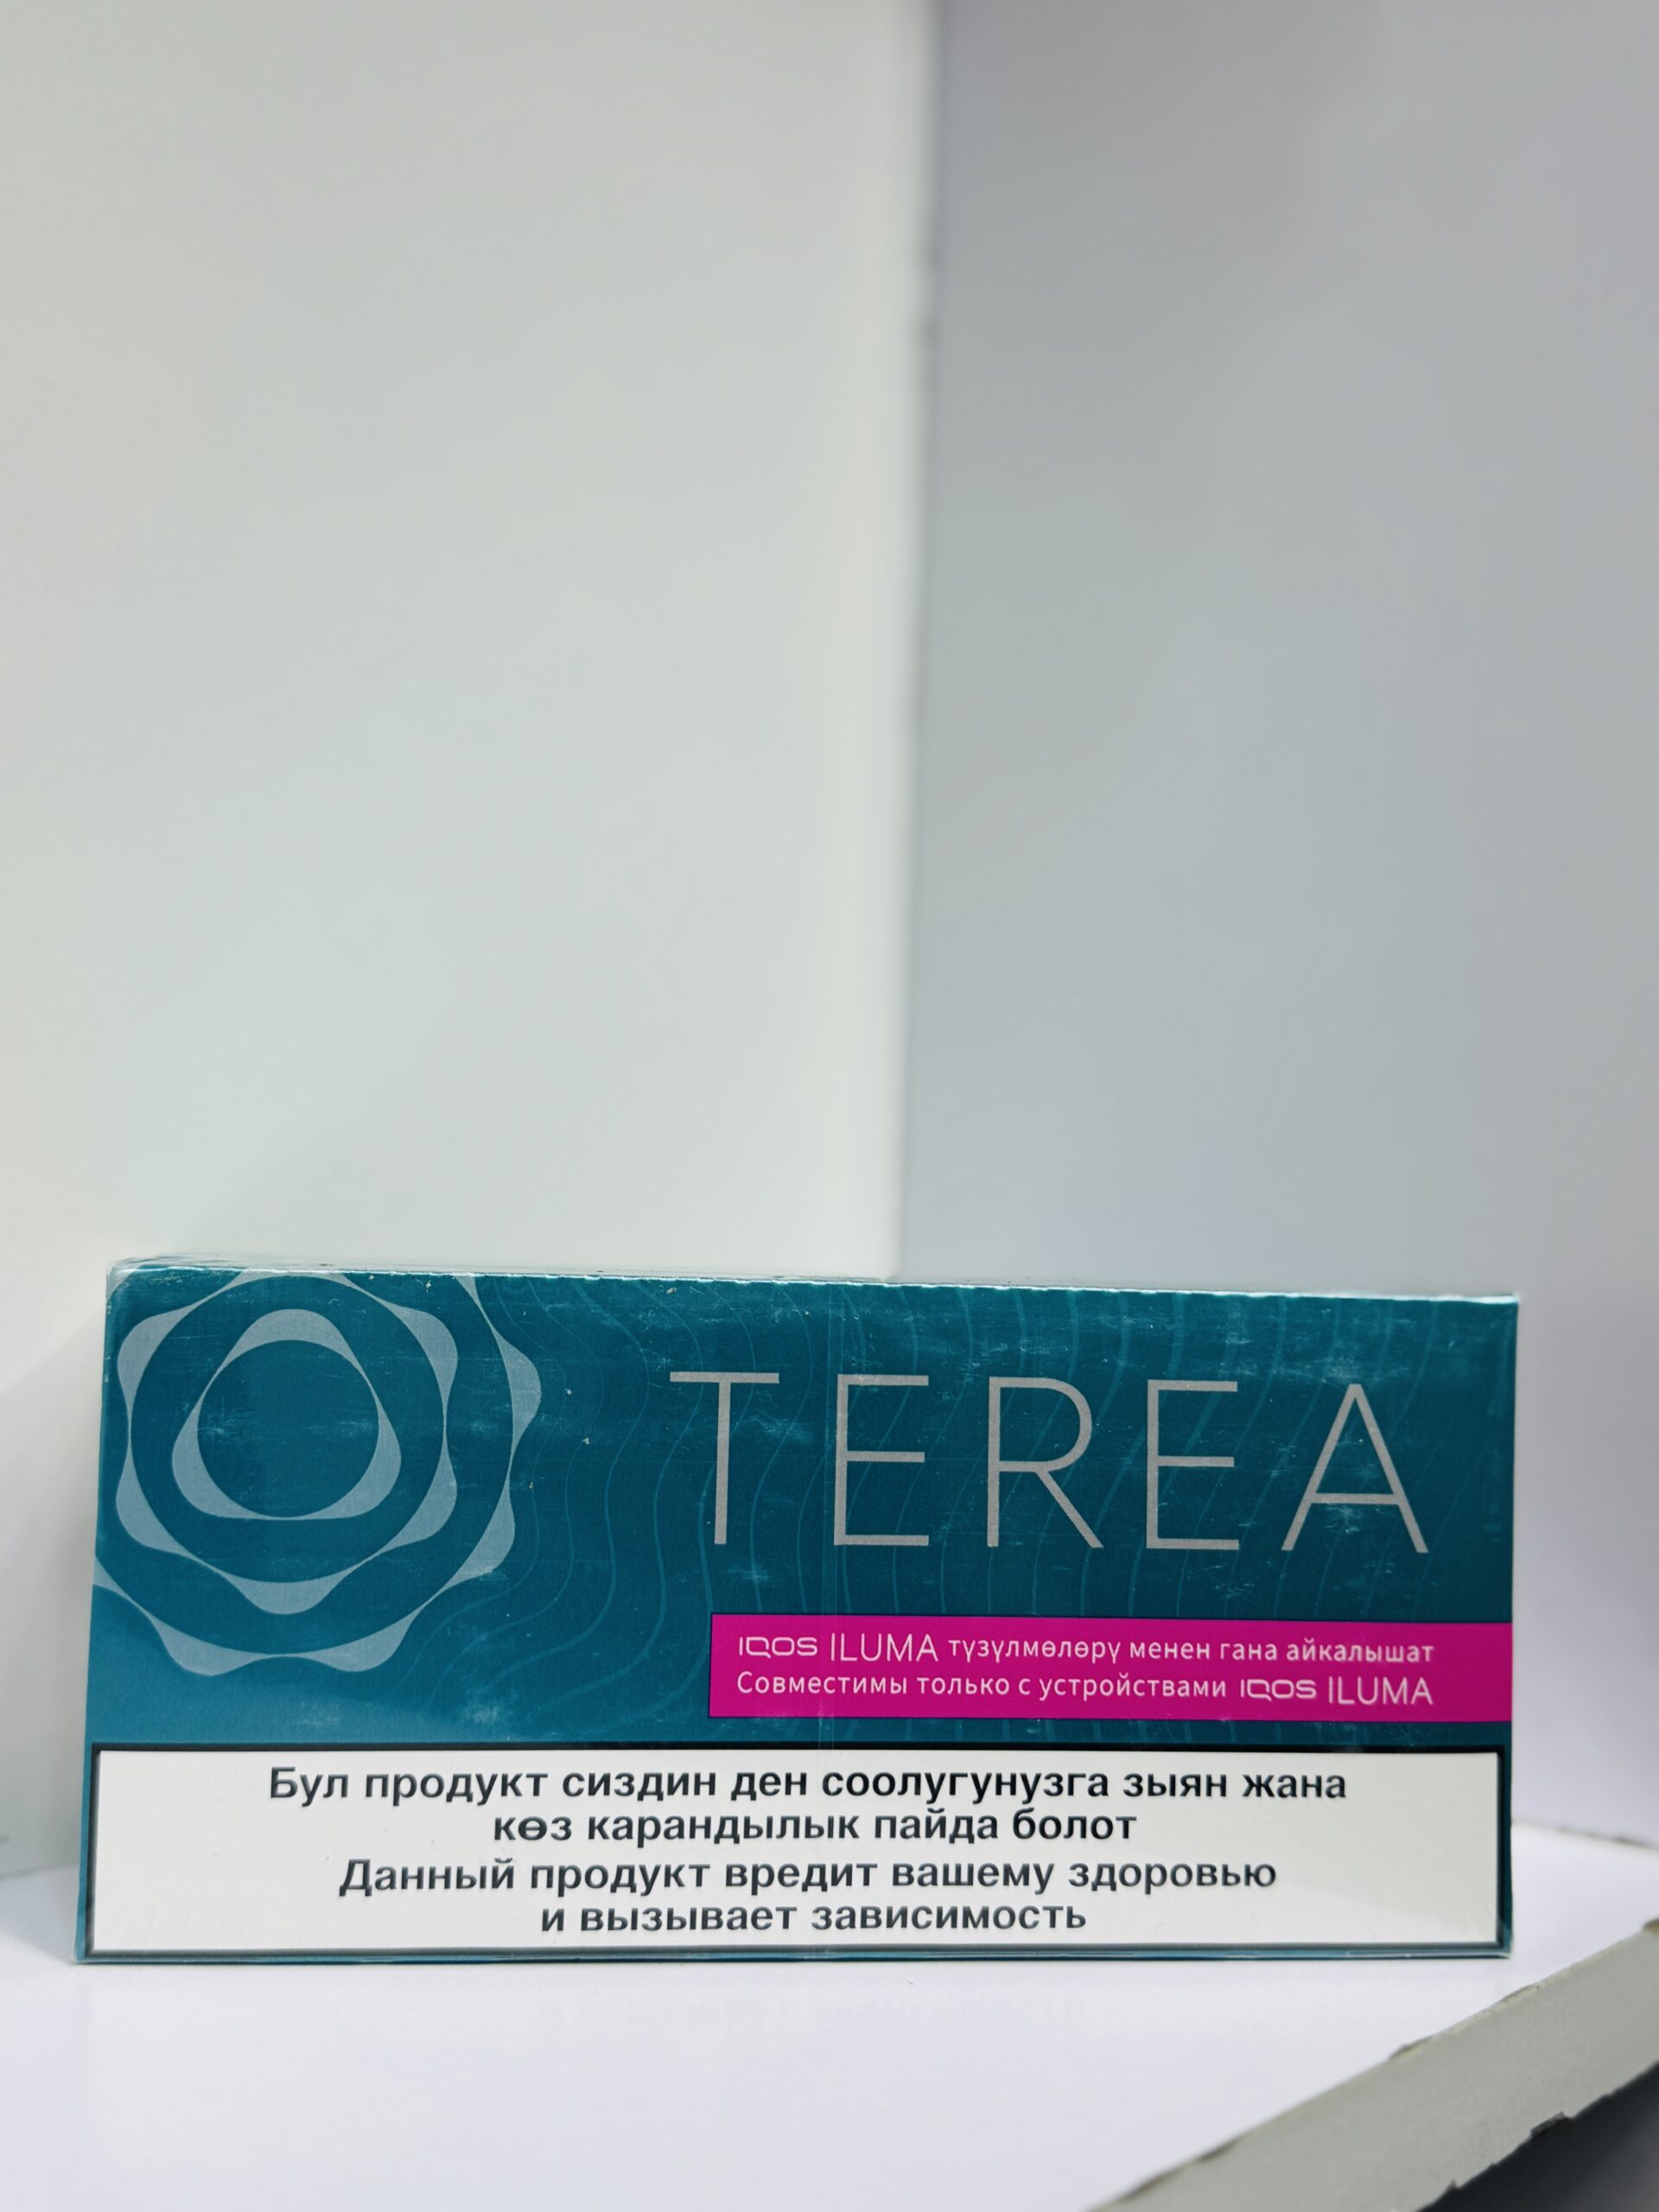 TEREA
IQOS ILUMA түзүлмөлөрү менен гана айкалышат
Совместимы только с устройствами IQOS ILUMA
Бул продукт сиздин ден соолугунузга зыян жана
көз карандылык пайда болот
Данный продукт вредит вашему здоровью
и вызывает зависимость